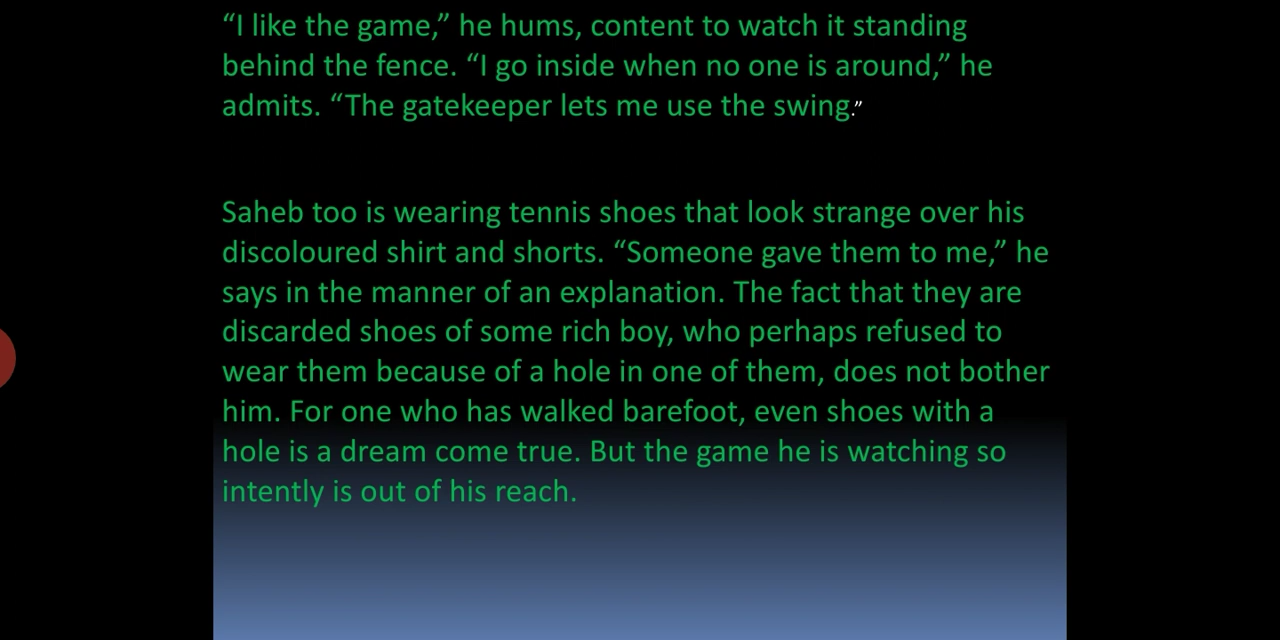 “I like the game,” he hums, content to watch it standing
behind the fence. “I go inside when no one is around,” he
admits. “The gatekeeper lets me use the swing.”
Saheb too is wearing tennis shoes that look strange over his
discoloured shirt and shorts. “Someone gave them to me,” he
says in the manner of an explanation. The fact that they are
discarded shoes of some rich boy, who perhaps refused to
wear them because of a hole in one of them, does not bother
him. For one who has walked barefoot, even shoes with a
hole is a dream come true. But the game he is watching so
intently is out of his reach.